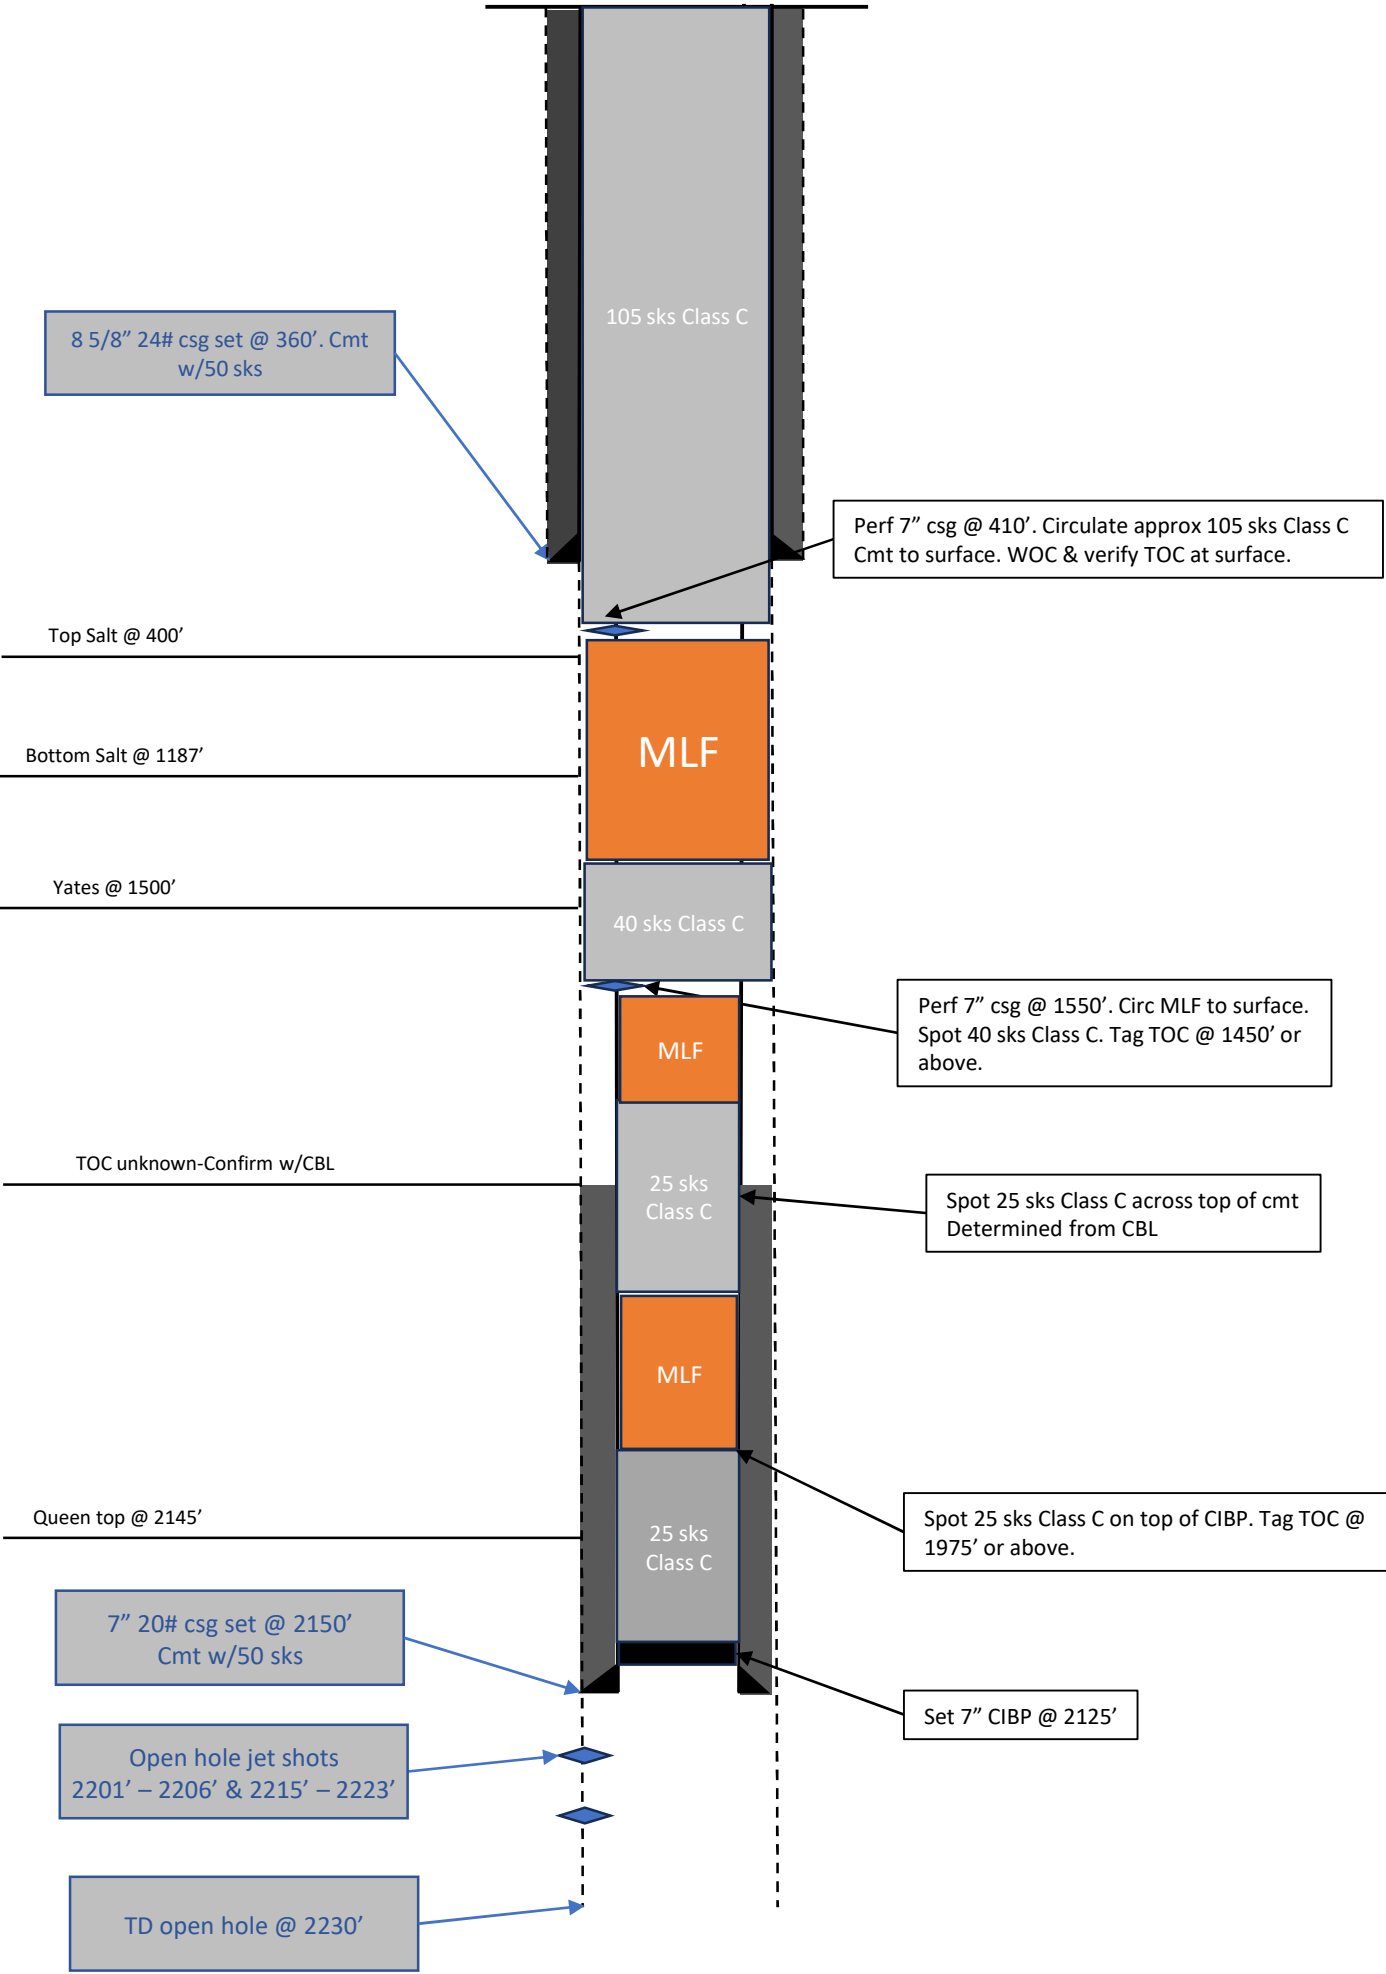 105 sks Class C
8 5/8” 24# csg set @ 360’. Cmt
w/50 sks
Perf 7” csg @ 410’. Circulate approx 105 sks Class C
Cmt to surface. WOC & verify TOC at surface.
Top Salt @ 400’
MLF
Bottom Salt @ 1187’
Yates @ 1500’
40 sks Class C
Perf 7” csg @ 1550’. Circ MLF to surface.
Spot 40 sks Class C. Tag TOC @ 1450’ or
above.
MLF
TOC unknown-Confirm w/CBL
25 sks
Class C
Spot 25 sks Class C across top of cmt
Determined from CBL
MLF
Queen top @ 2145’
25 sks
Class C
Spot 25 sks Class C on top of CIBP. Tag TOC @
1975’ or above.
7” 20# csg set @ 2150’
Cmt w/50 sks
Set 7” CIBP @ 2125’
Open hole jet shots
2201’ – 2206’ & 2215’ – 2223’
TD open hole @ 2230’